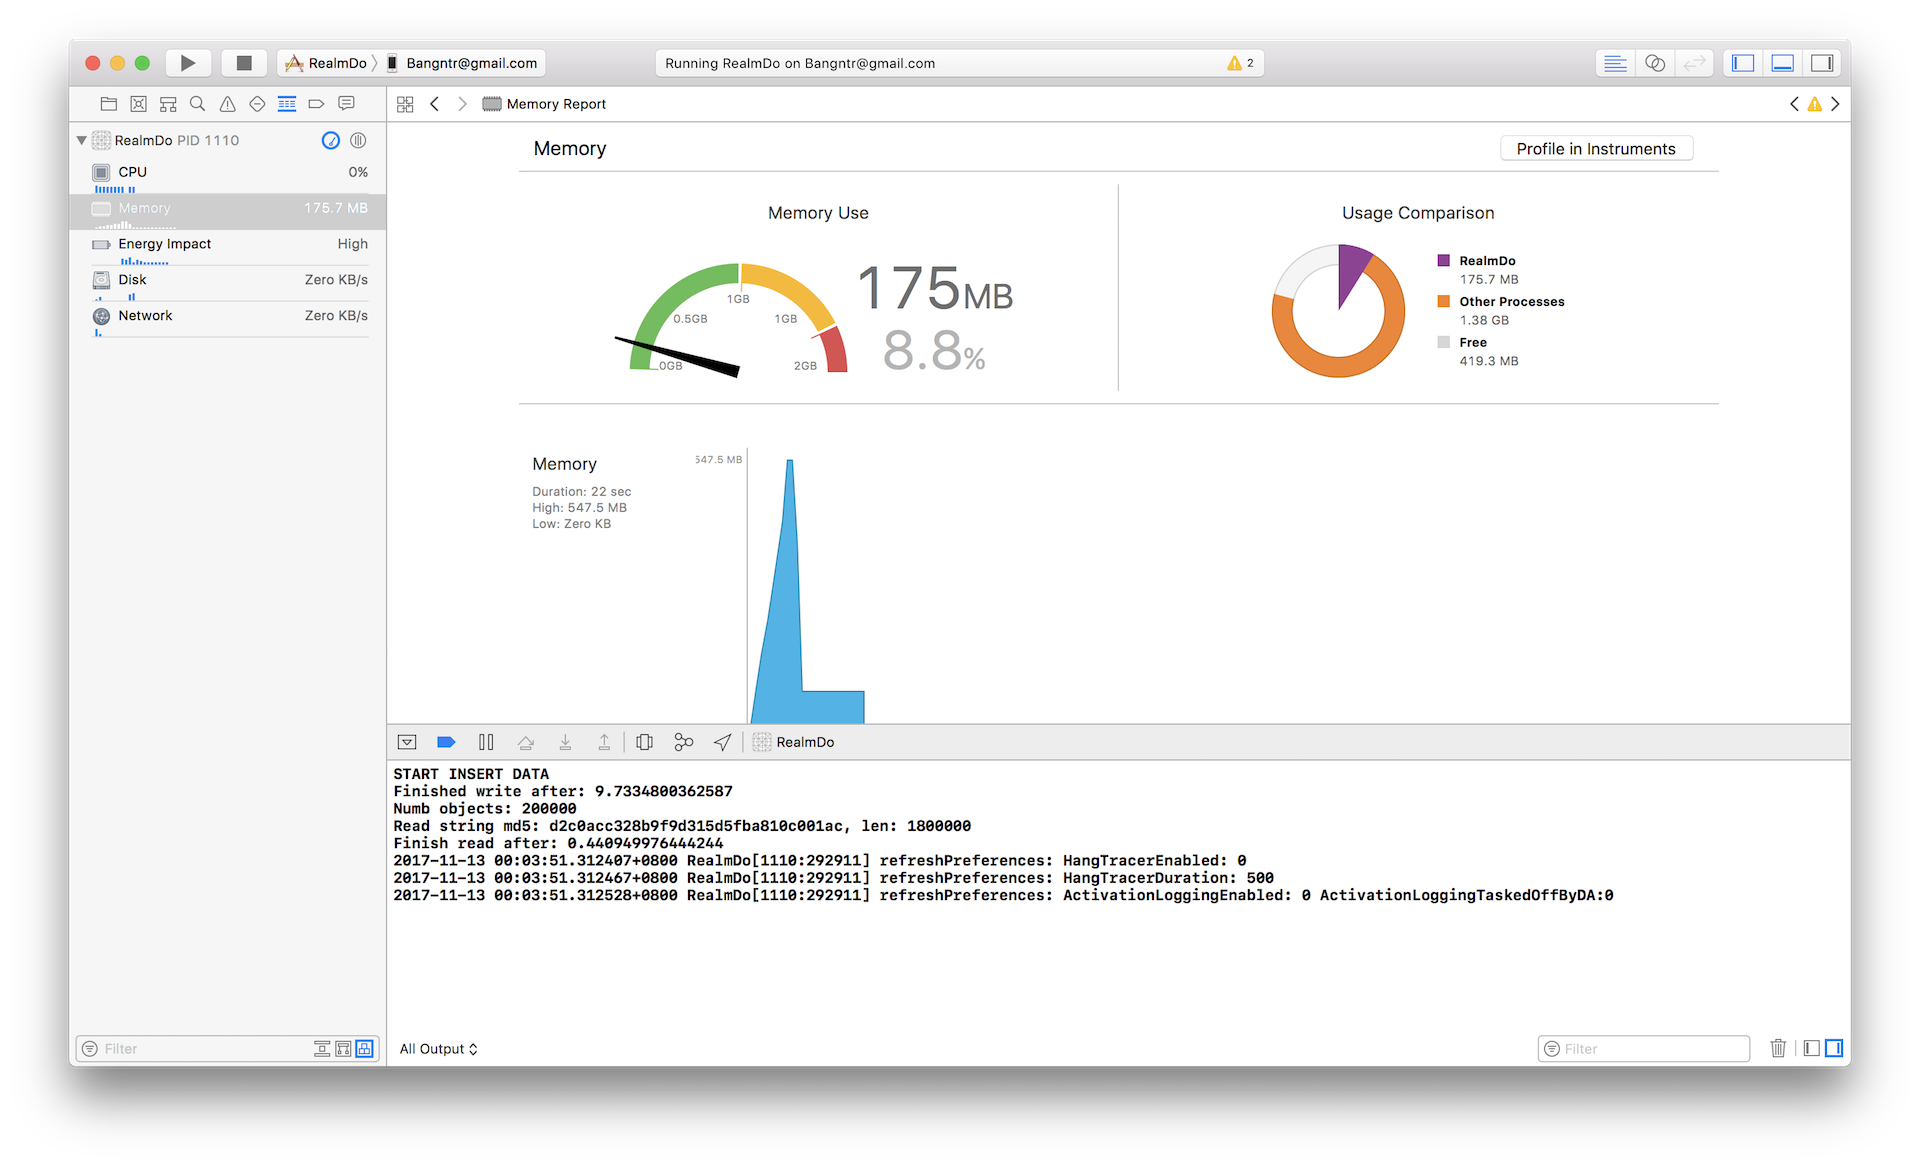 RealmDo
Bangntr@gmail.com
Running RealmDo on Bangntr@gmail.com
2
Memory Report
RealmDo PID 1110
CPU 0%
Memory 175.7 MB
Energy Impact High
Disk Zero KB/s
Network Zero KB/s
Memory
Profile in Instruments
Memory Use
0GB
0.5GB
1GB
1GB
2GB
175MB
8.8%
Usage Comparison
RealmDo
175.7 MB
Other Processes
1.38 GB
Free
419.3 MB
Memory
Duration: 22 sec
High: 547.5 MB
Low: Zero KB
547.5 MB
RealmDo
START INSERT DATA
Finished write after: 9.7334800362587
Numb objects: 200000
Read string md5: d2c0acc328b9f9d315d5fba810c001ac, len: 1800000
Finish read after: 0.440949976444244
2017-11-13 00:03:51.312407+0800 RealmDo[1110:292911] refreshPreferences: HangTracerEnabled: 0
2017-11-13 00:03:51.312467+0800 RealmDo[1110:292911] refreshPreferences: HangTracerDuration: 500
2017-11-13 00:03:51.312528+0800 RealmDo[1110:292911] refreshPreferences: ActivationLoggingEnabled: 0 ActivationLoggingTaskedOffByDA:0
Filter
All Output
Filter